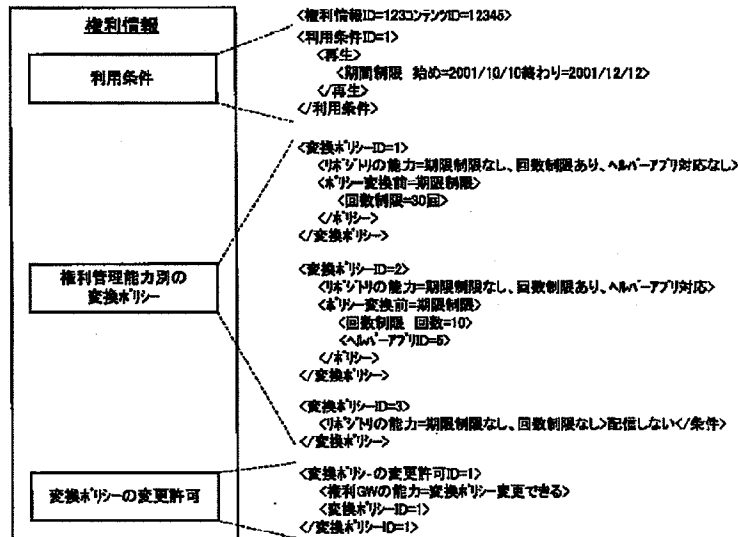 権利情報
利用条件
権利管理能力別の
変換ポリシー
変換ポリシーの変更許可
<権利情報ID=123コンテンツID=12345>
<利用条件ID=1>
<再生>
<期間制限 始め=2001/10/10終わり=2001/12/12>
</再生>
</利用条件>
<変換ポリシーID=1>
<リポジトリの能力=期限制限なし、回数制限あり、ヘルパーアプリ対応なし>
<ポリシー変換前=期限制限>
<回数制限=30回>
</ポリシー>
</変換ポリシー>
<変換ポリシーID=2>
<リポジトリの能力=期限制限なし、回数制限あり、ヘルパーアプリ対応>
<ポリシー変換前=期限制限>
<回数制限 回数=10>
<ヘルパーアプリID=5>
</ポリシー>
</変換ポリシー>
<変換ポリシーID=3>
<リポジトリの能力=期限制限なし、回数制限なし>配信しない</条件>
</変換ポリシー>
<変換ポリシーの変更許可ID=1>
<権利GWの能力=変換ポリシー変更できる>
<変換ポリシーID=1>
</変換ポリシーID=1>